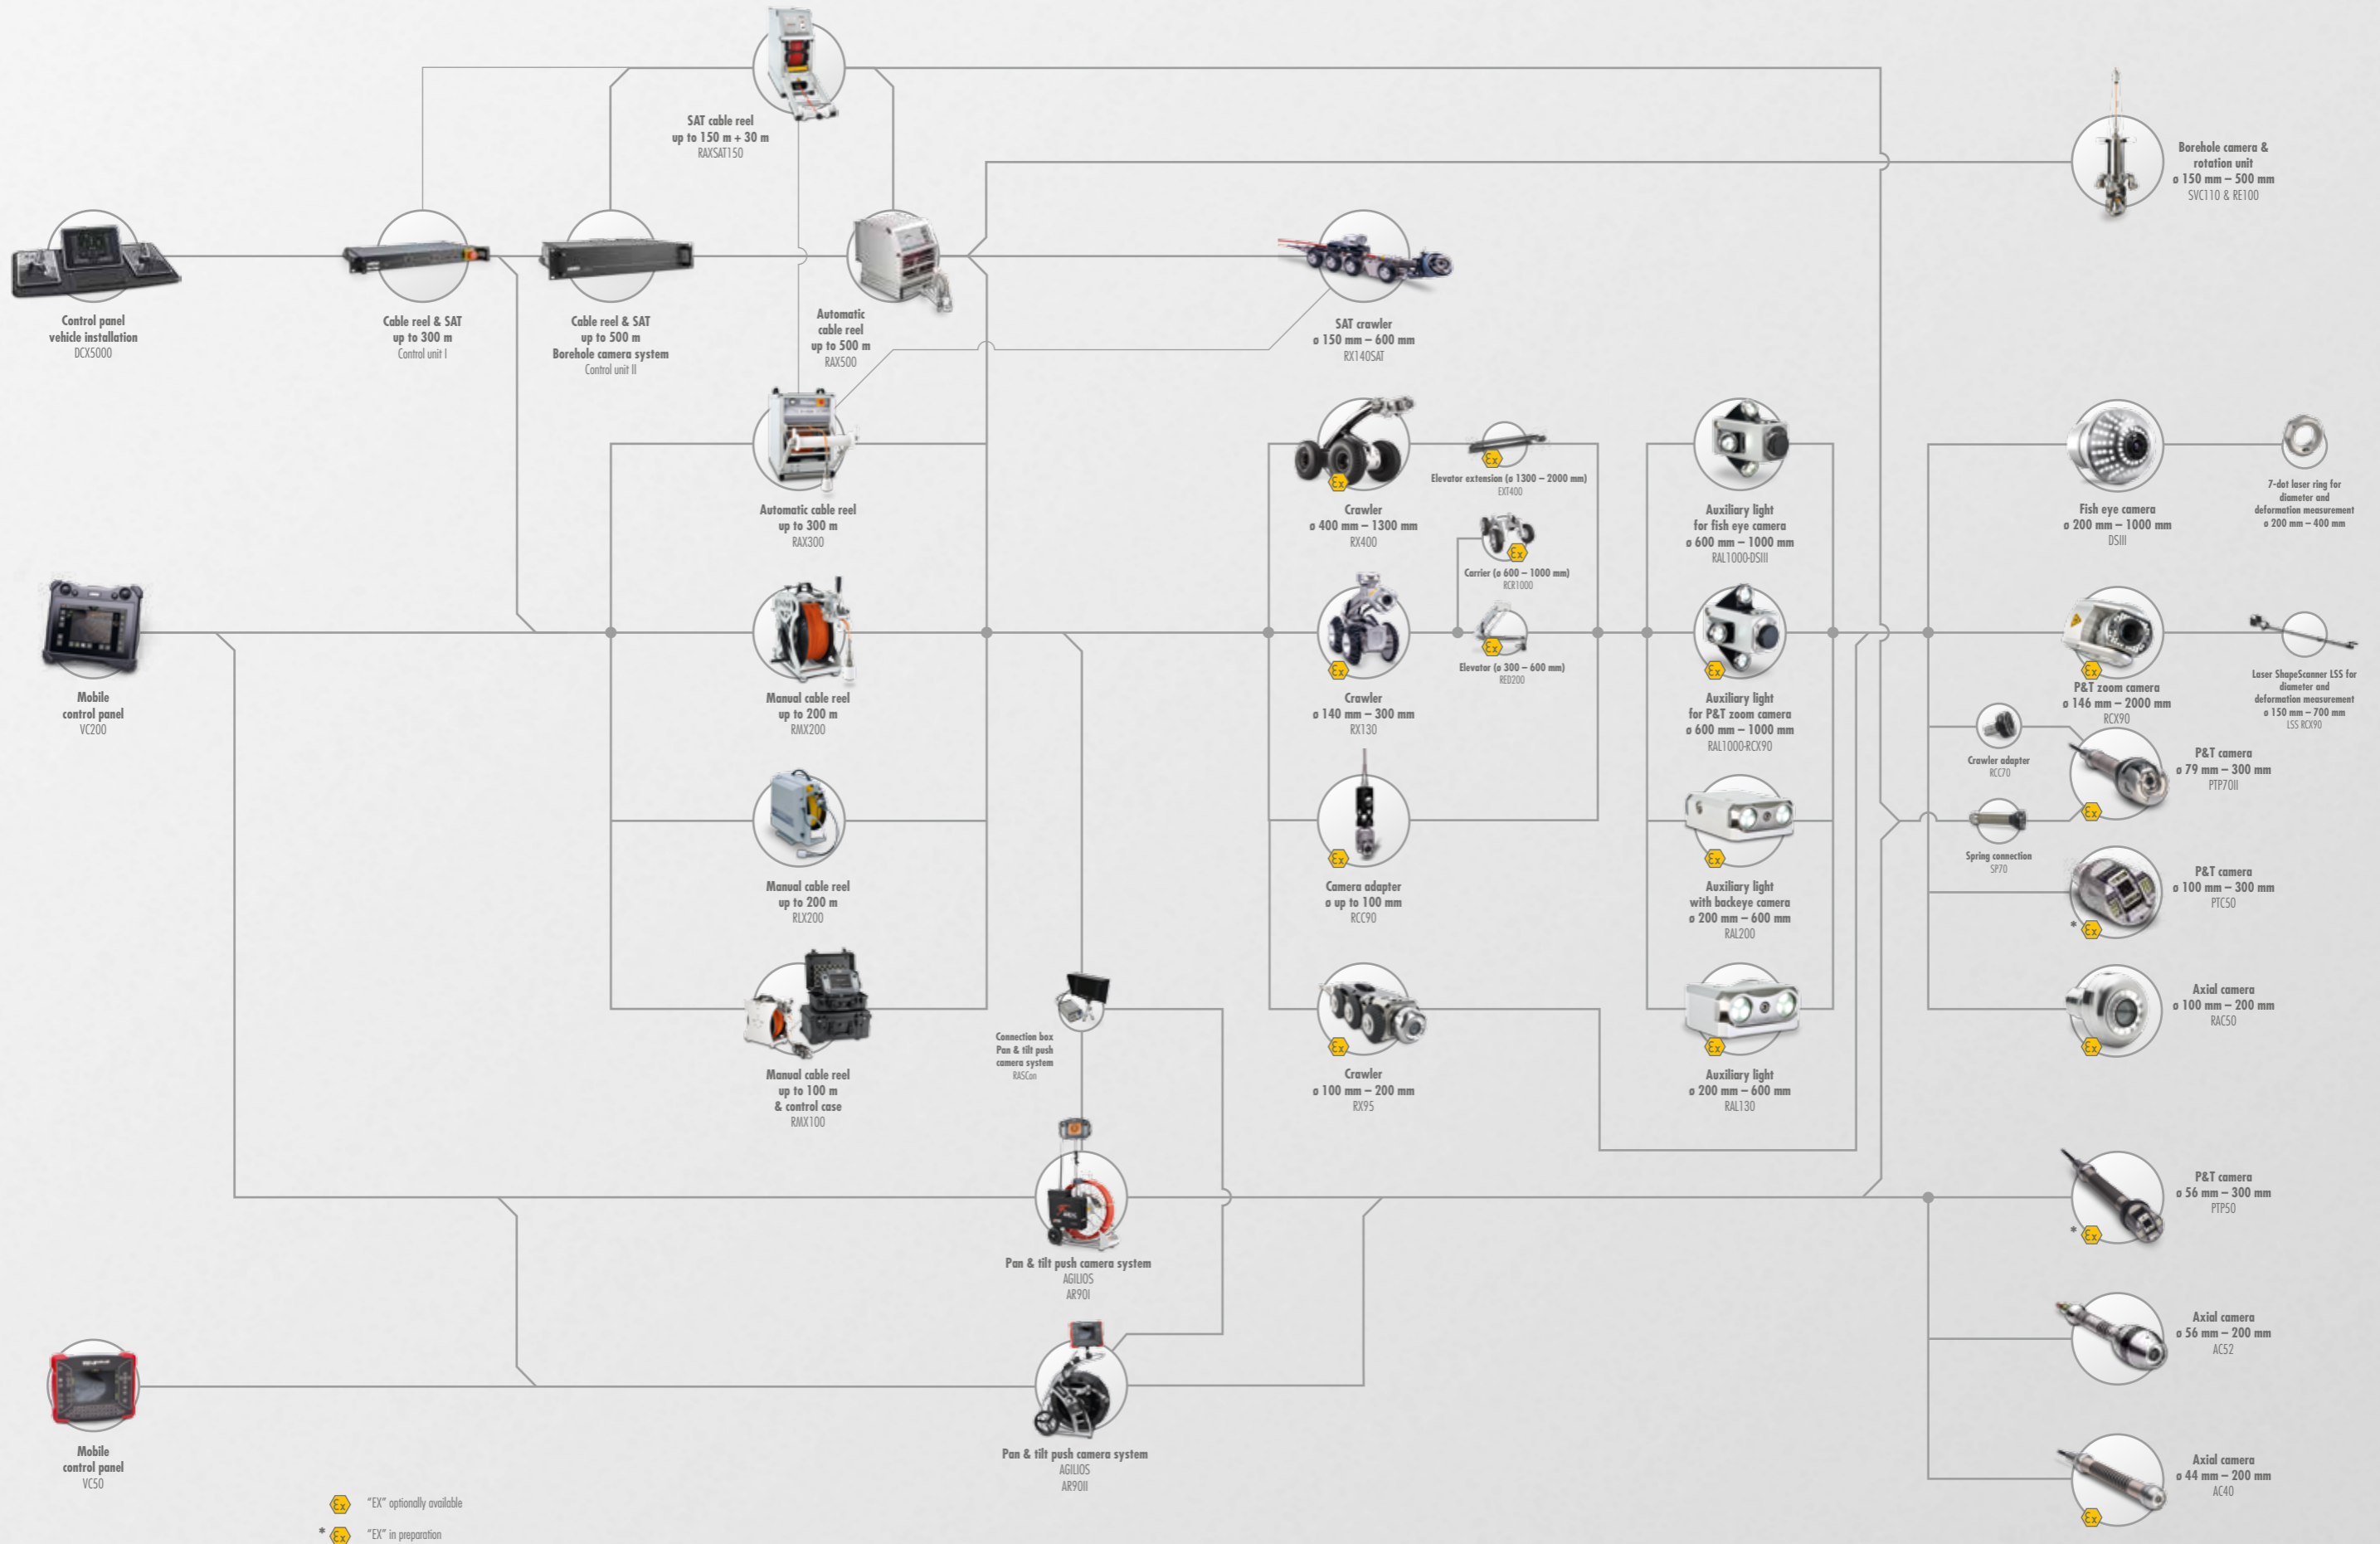 SAT cable reel
up to 150 m + 30 m
RAXSAT150
Borehole camera &
rotation unit
ø 150 mm – 500 mm
SVC110 & RE100
Control panel
vehicle installation
DCX5000
Cable reel & SAT
up to 300 m
Control unit I
Cable reel & SAT
up to 500 m
Borehole camera system
Control unit II
Automatic
cable reel
up to 500 m
RAX500
SAT crawler
ø 150 mm – 600 mm
RX140SAT
Automatic cable reel
up to 300 m
RAX300
Crawler
ø 400 mm – 1300 mm
RX400
Elevator extension (ø 1300 – 2000 mm)
EXT400
Carrier (ø 600 – 1000 mm)
RCR1000
Auxiliary light
for fish eye camera
ø 600 mm – 1000 mm
RAL1000-DSIII
Fish eye camera
ø 200 mm – 1000 mm
DSIII
7-dot laser ring for
diameter and
deformation measurement
ø 200 mm – 400 mm
Mobile
control panel
VC200
Manual cable reel
up to 200 m
RMX200
Crawler
ø 140 mm – 300 mm
RX130
Elevator (ø 300 – 600 mm)
RED200
Auxiliary light
for P&T zoom camera
ø 600 mm – 1000 mm
RAL1000-RCX90
P&T zoom camera
ø 146 mm – 2000 mm
RCX90
Laser ShapeScanner LSS for
diameter and
deformation measurement
ø 150 mm – 700 mm
LSS RCX90
Crawler adapter
RCC70
P&T camera
ø 79 mm – 300 mm
PTP70II
Manual cable reel
up to 200 m
RLX200
Camera adapter
ø up to 100 mm
RCC90
Auxiliary light
with backeye camera
ø 200 mm – 600 mm
RAL200
Spring connection
SP70
P&T camera
ø 100 mm – 300 mm
PTC50
Manual cable reel
up to 100 m
& control case
RMX100
Connection box
Pan & tilt push
camera system
RASCon
Crawler
ø 100 mm – 200 mm
RX95
Auxiliary light
ø 200 mm – 600 mm
RAL130
Axial camera
ø 100 mm – 200 mm
RAC50
Pan & tilt push camera system
AGILIOS
AR90I
P&T camera
ø 56 mm – 300 mm
PTP50
Axial camera
ø 56 mm – 200 mm
AC52
Mobile
control panel
VC50
Pan & tilt push camera system
AGILIOS
AR90II
Axial camera
ø 44 mm – 200 mm
AC40
Ex "EX" optionally available
* Ex "EX" in preparation